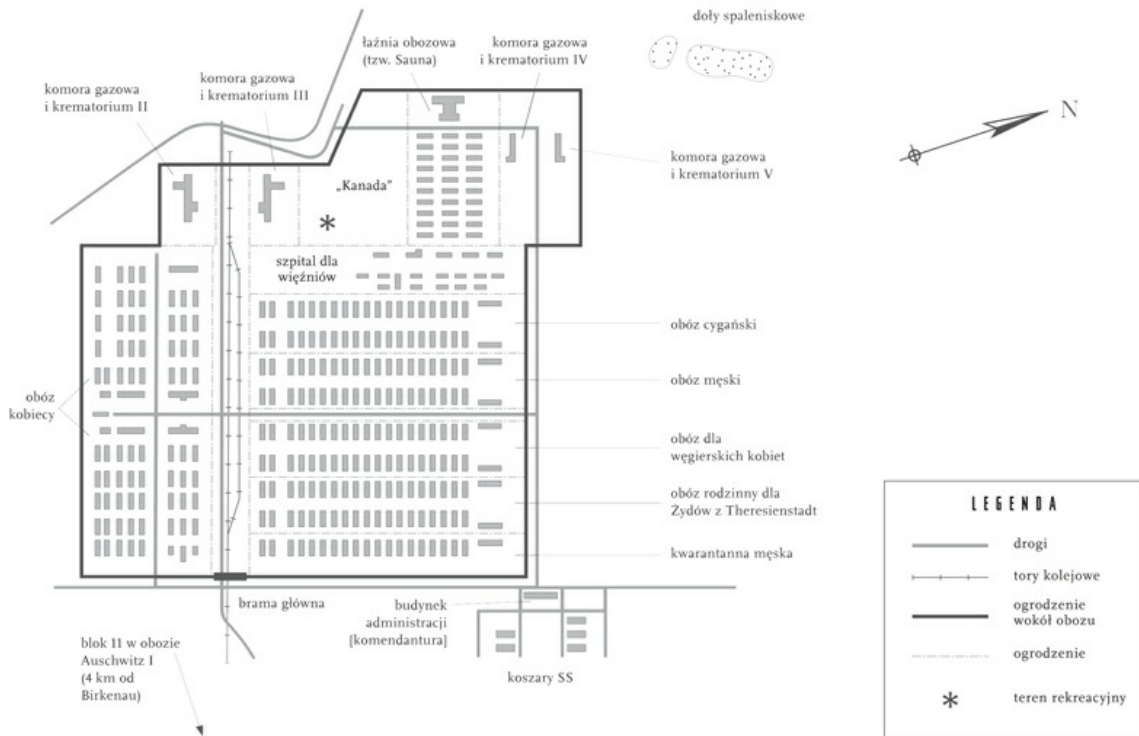 doły spaleniskowe
łaźnia obozowa
(tzw. Sauna)
komora gazowa
i krematorium IV
komora gazowa
i krematorium III
komora gazowa
i krematorium II
N
komora gazowa
i krematorium V
„Kanada”
szpital dla
więźniów
obóz cygański
obóz męski
obóz
kobiecy
obóz dla
węgierskich kobiet
obóz rodzinny dla
Żydów z Theresienstadt
kwarantanna męska
brama główna
budynek
administracji
[komendantura]
blok 11 w obozie
Auschwitz I
(4 km od
Birkenau)
koszary SS
LEGENDA
drogi
tory kolejowe
ogrodzenie
wokół obozu
ogrodzenie
teren rekreacyjny